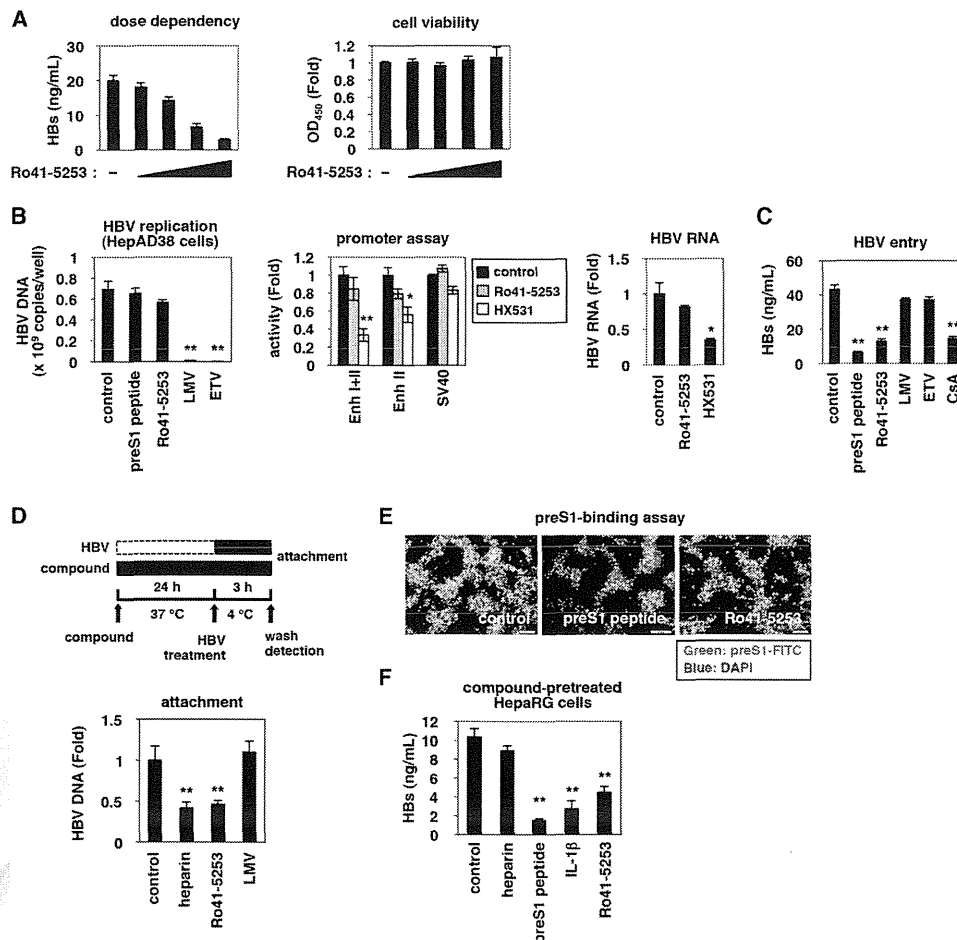 A
dose dependency
HBs (ng/mL)
30
20
10
0
Ro41-5253 : –
cell viability
OD450 (Fold)
1.2
1
0.8
0.6
0.4
0.2
0
Ro41-5253 : –
B
HBV replication
(HepAD38 cells)
HBV DNA
(x 10⁹ copies/well)
1
0.8
0.6
0.4
0.2
0
** **
control
preS1 peptide
Ro41-5253
LMV
ETV
promoter assay
activity (Fold)
1.2
1
0.8
0.6
0.4
0.2
0
**
*
Enh I+II
Enh II
SV40
control
Ro41-5253
HX531
HBV RNA
HBV RNA (Fold)
1.5
1
0.5
0
*
control
Ro41-5253
HX531
C
HBV entry
HBs (ng/mL)
60
40
20
0
** ** **
control
preS1 peptide
Ro41-5253
LMV
ETV
CsA
D
HBV
compound
attachment
24 h
3 h
37 °C
4 °C
compound
HBV
treatment
wash
detection
attachment
HBV DNA (Fold)
1.5
1
0.5
0
** **
control
heparin
Ro41-5253
LMV
E
preS1-binding assay
control
preS1 peptide
Ro41-5253
Green: preS1-FITC
Blue: DAPI
F
compound-pretreated
HepaRG cells
HBs (ng/mL)
12
10
8
6
4
2
0
** ** **
control
heparin
preS1 peptide
IL-1β
Ro41-5253